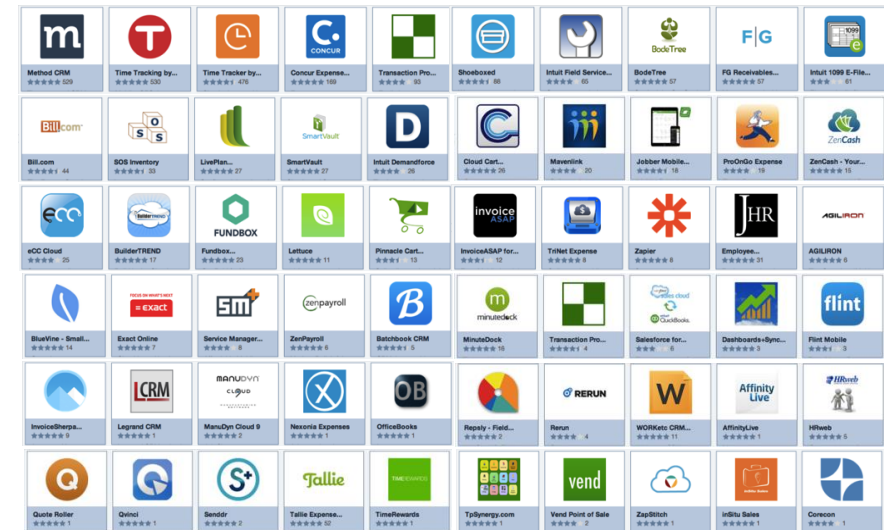 m
T
C.
CONCUR
BodeTree
F|G
1099
e
Method CRM
Time Tracking by...
Time Tracker by...
Concur Expense...
Transaction Pro...
Shoeboxed
Intuit Field Service...
BodeTree
FG Receivables...
Intuit 1099 E-File...
529
530
476
169
93
88
65
57
57
61
Bill.com
SOS
SmartVault
D
C
m
ZenCash
Bill.com
SOS Inventory
LivePlan...
SmartVault
Intuit Demandforce
Cloud Cart...
Mavenlink
Jobber Mobile...
ProOnGo Expense
ZenCash - Your...
44
33
27
27
26
26
20
18
19
15
ecc
BuilderTREND
FUNDBOX
invoice
ASAP
$
JHR
AGILIRON
eCC Cloud
BuilderTREND
Fundbox...
Lettuce
Pinnacle Cart...
InvoiceASAP for...
TriNet Expense
Zapier
Employee...
AGILIRON
25
17
23
11
13
12
8
8
31
6
FOCUS ON WHAT'S NEXT
= exact
sm
zenpayroll
B
m
minutedock
sales cloud
QuickBooks.
flint
BlueVine - Small...
Exact Online
Service Manager...
ZenPayroll
Batchbook CRM
MinuteDock
Transaction Pro...
Salesforce for...
Dashboards+Sync...
Flint Mobile
14
7
8
6
5
18
4
6
3
3
LCRM
MANUDYN
CLOUD
X
OB
RERUN
W
Affinity
Live
HRweb
InvoiceSherpa...
Legrand CRM
ManuDyn Cloud 9
Nexonia Expenses
OfficeBooks
Repsly - Field...
Rerun
WORKetc CRM...
AffinityLive
HRweb
9
1
2
1
1
2
4
11
1
5
Q
S+
Tallie
TIMEREWARDS
vend
inSitu Sales
Quote Roller
Qvinci
Senddr
Tallie Expense...
TimeRewards
TpSynergy.com
Vend Point of Sale
ZapStitch
inSitu Sales
Corecon
1
1
2
52
1
1
2
1
1
1